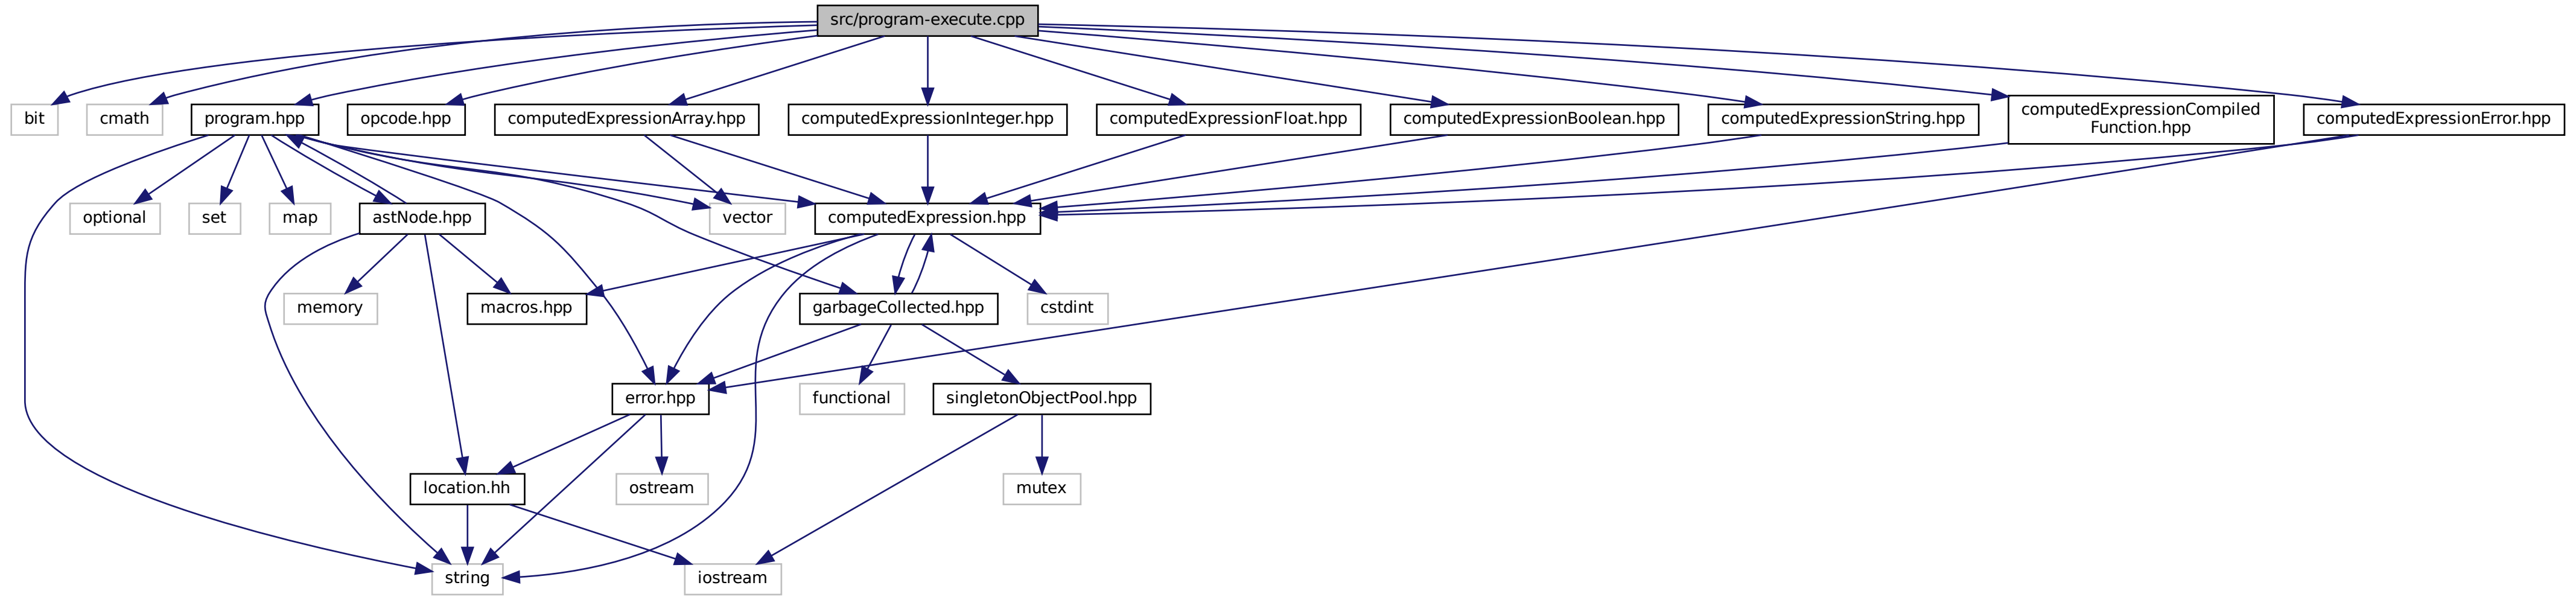 src/program-execute.cpp
bit
cmath
program.hpp
opcode.hpp
computedExpressionArray.hpp
computedExpressionInteger.hpp
computedExpressionFloat.hpp
computedExpressionBoolean.hpp
computedExpressionString.hpp
computedExpressionCompiled
Function.hpp
computedExpressionError.hpp
optional
set
map
astNode.hpp
vector
computedExpression.hpp
memory
macros.hpp
garbageCollected.hpp
cstdint
error.hpp
functional
singletonObjectPool.hpp
location.hh
ostream
mutex
string
iostream